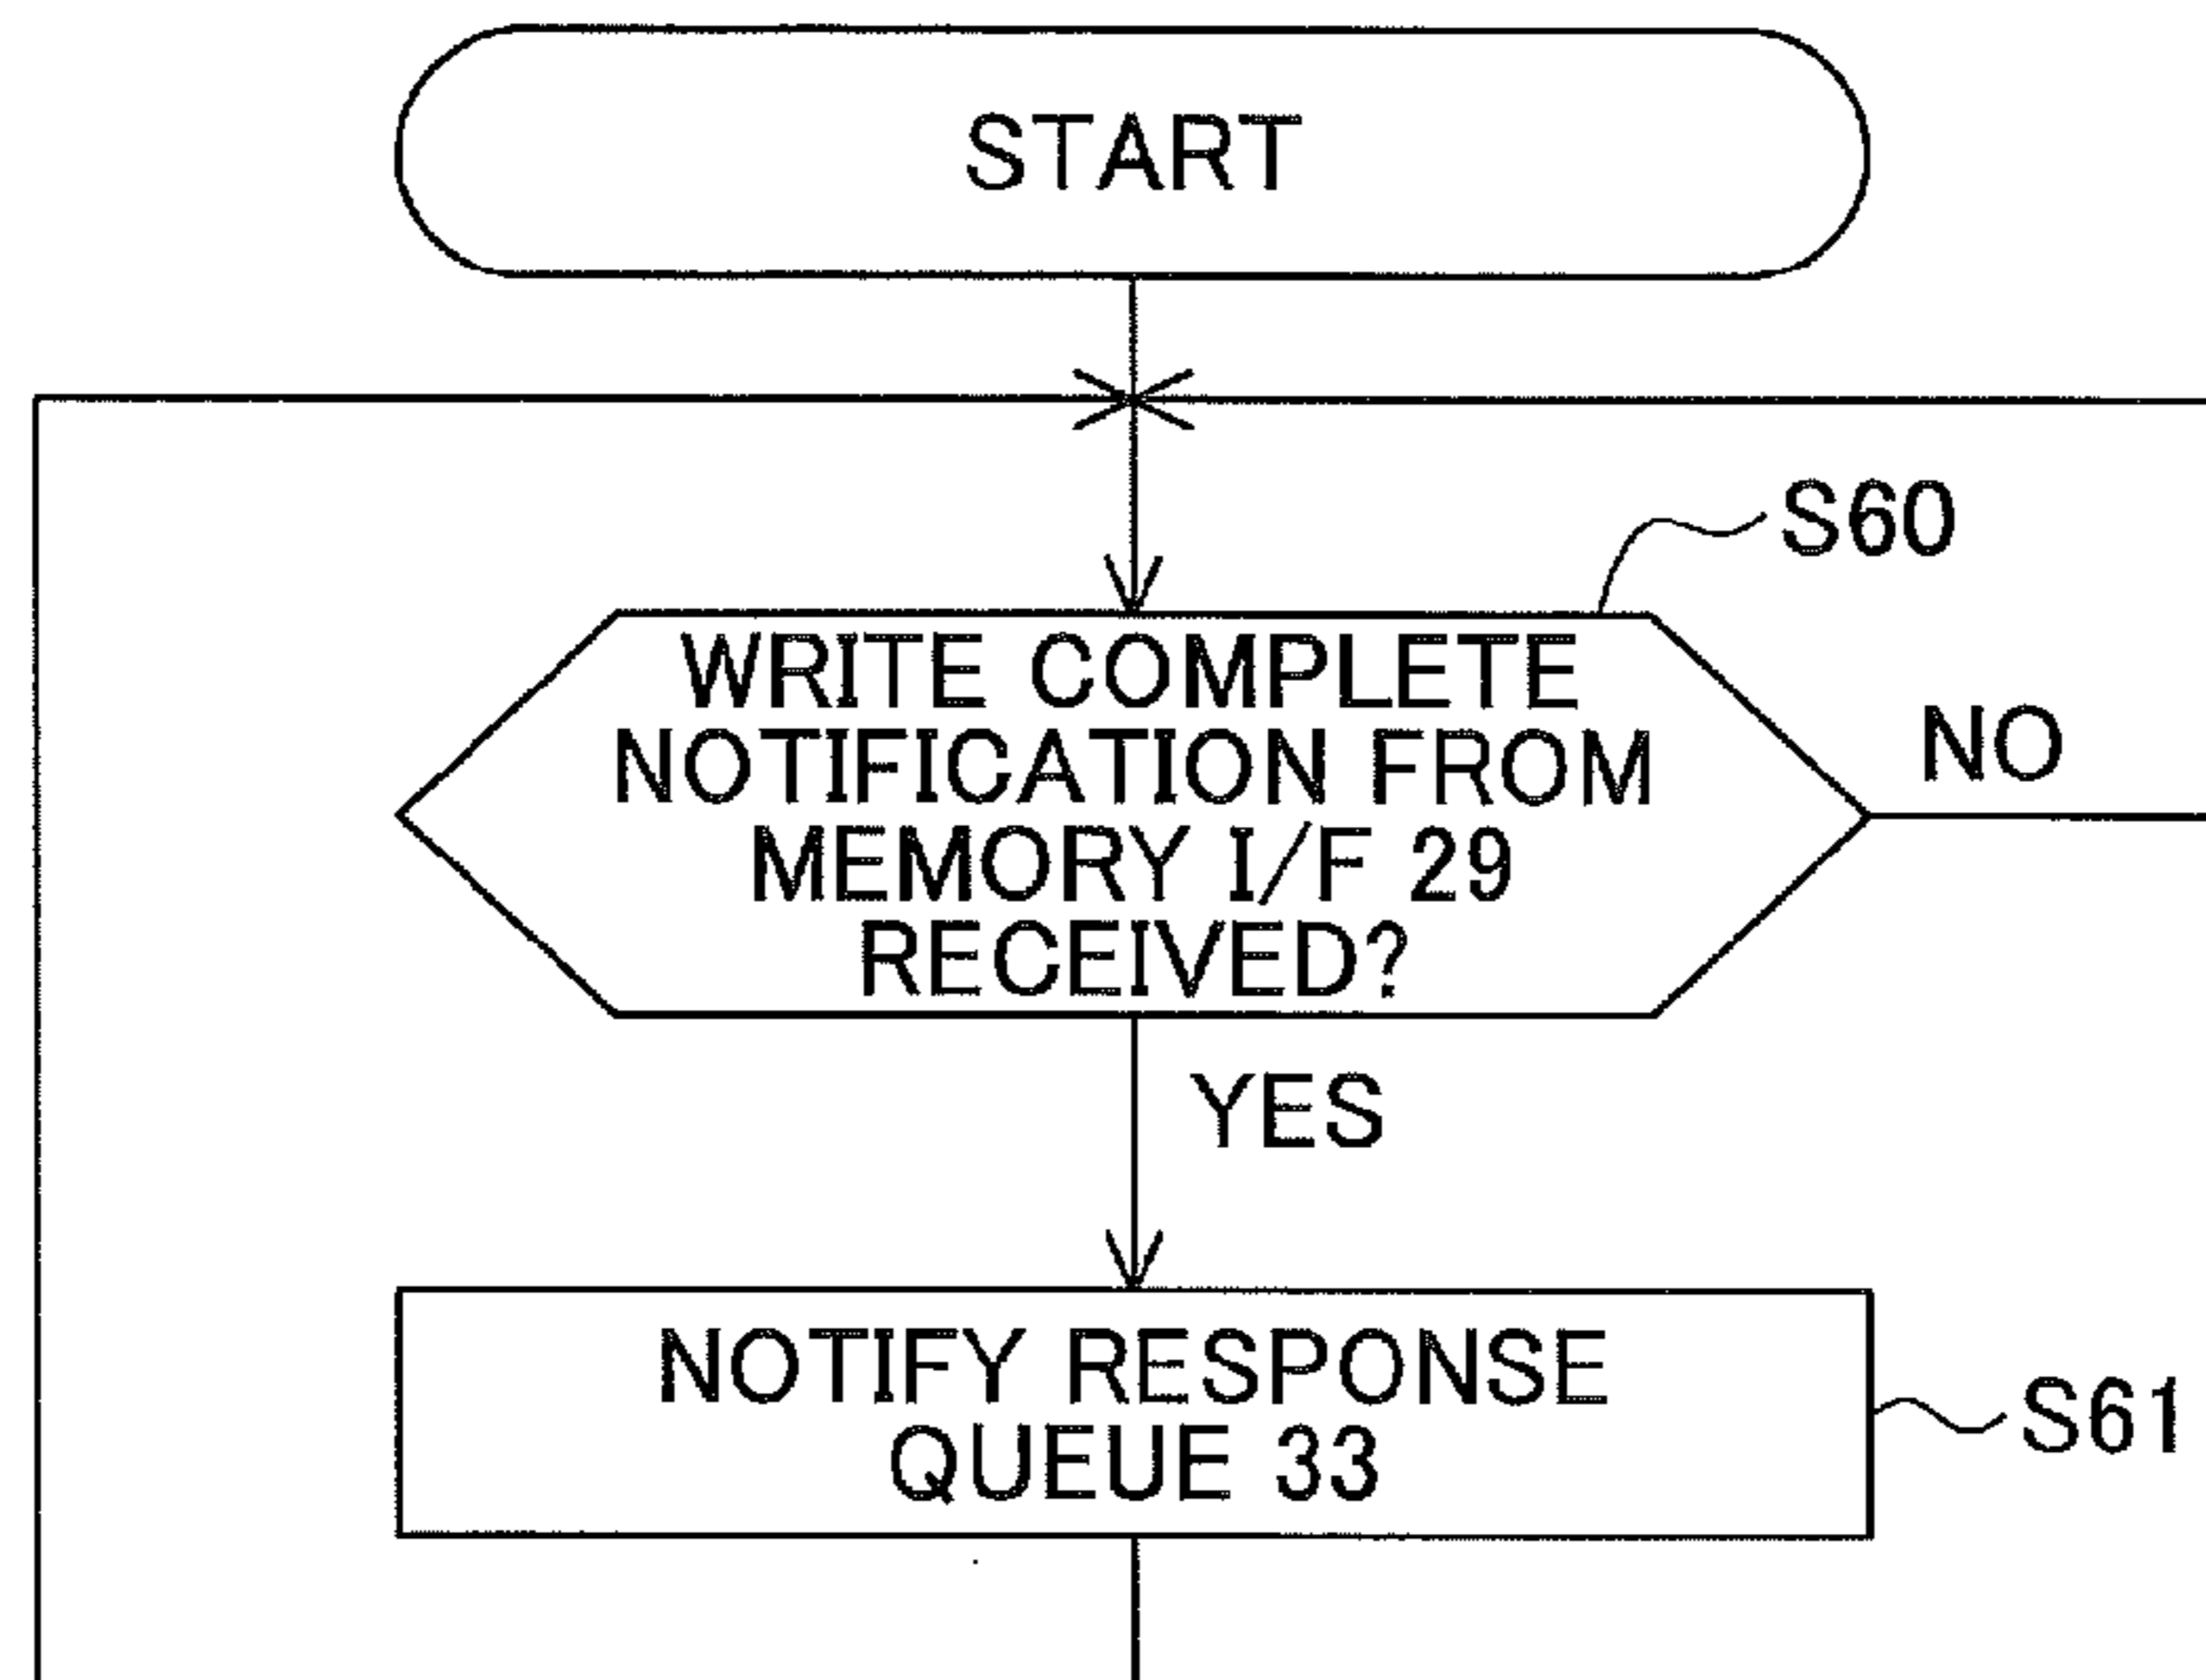 START
S60
WRITE COMPLETE
NOTIFICATION FROM
MEMORY I/F 29
RECEIVED?
NO
YES
NOTIFY RESPONSE
QUEUE 33
S61